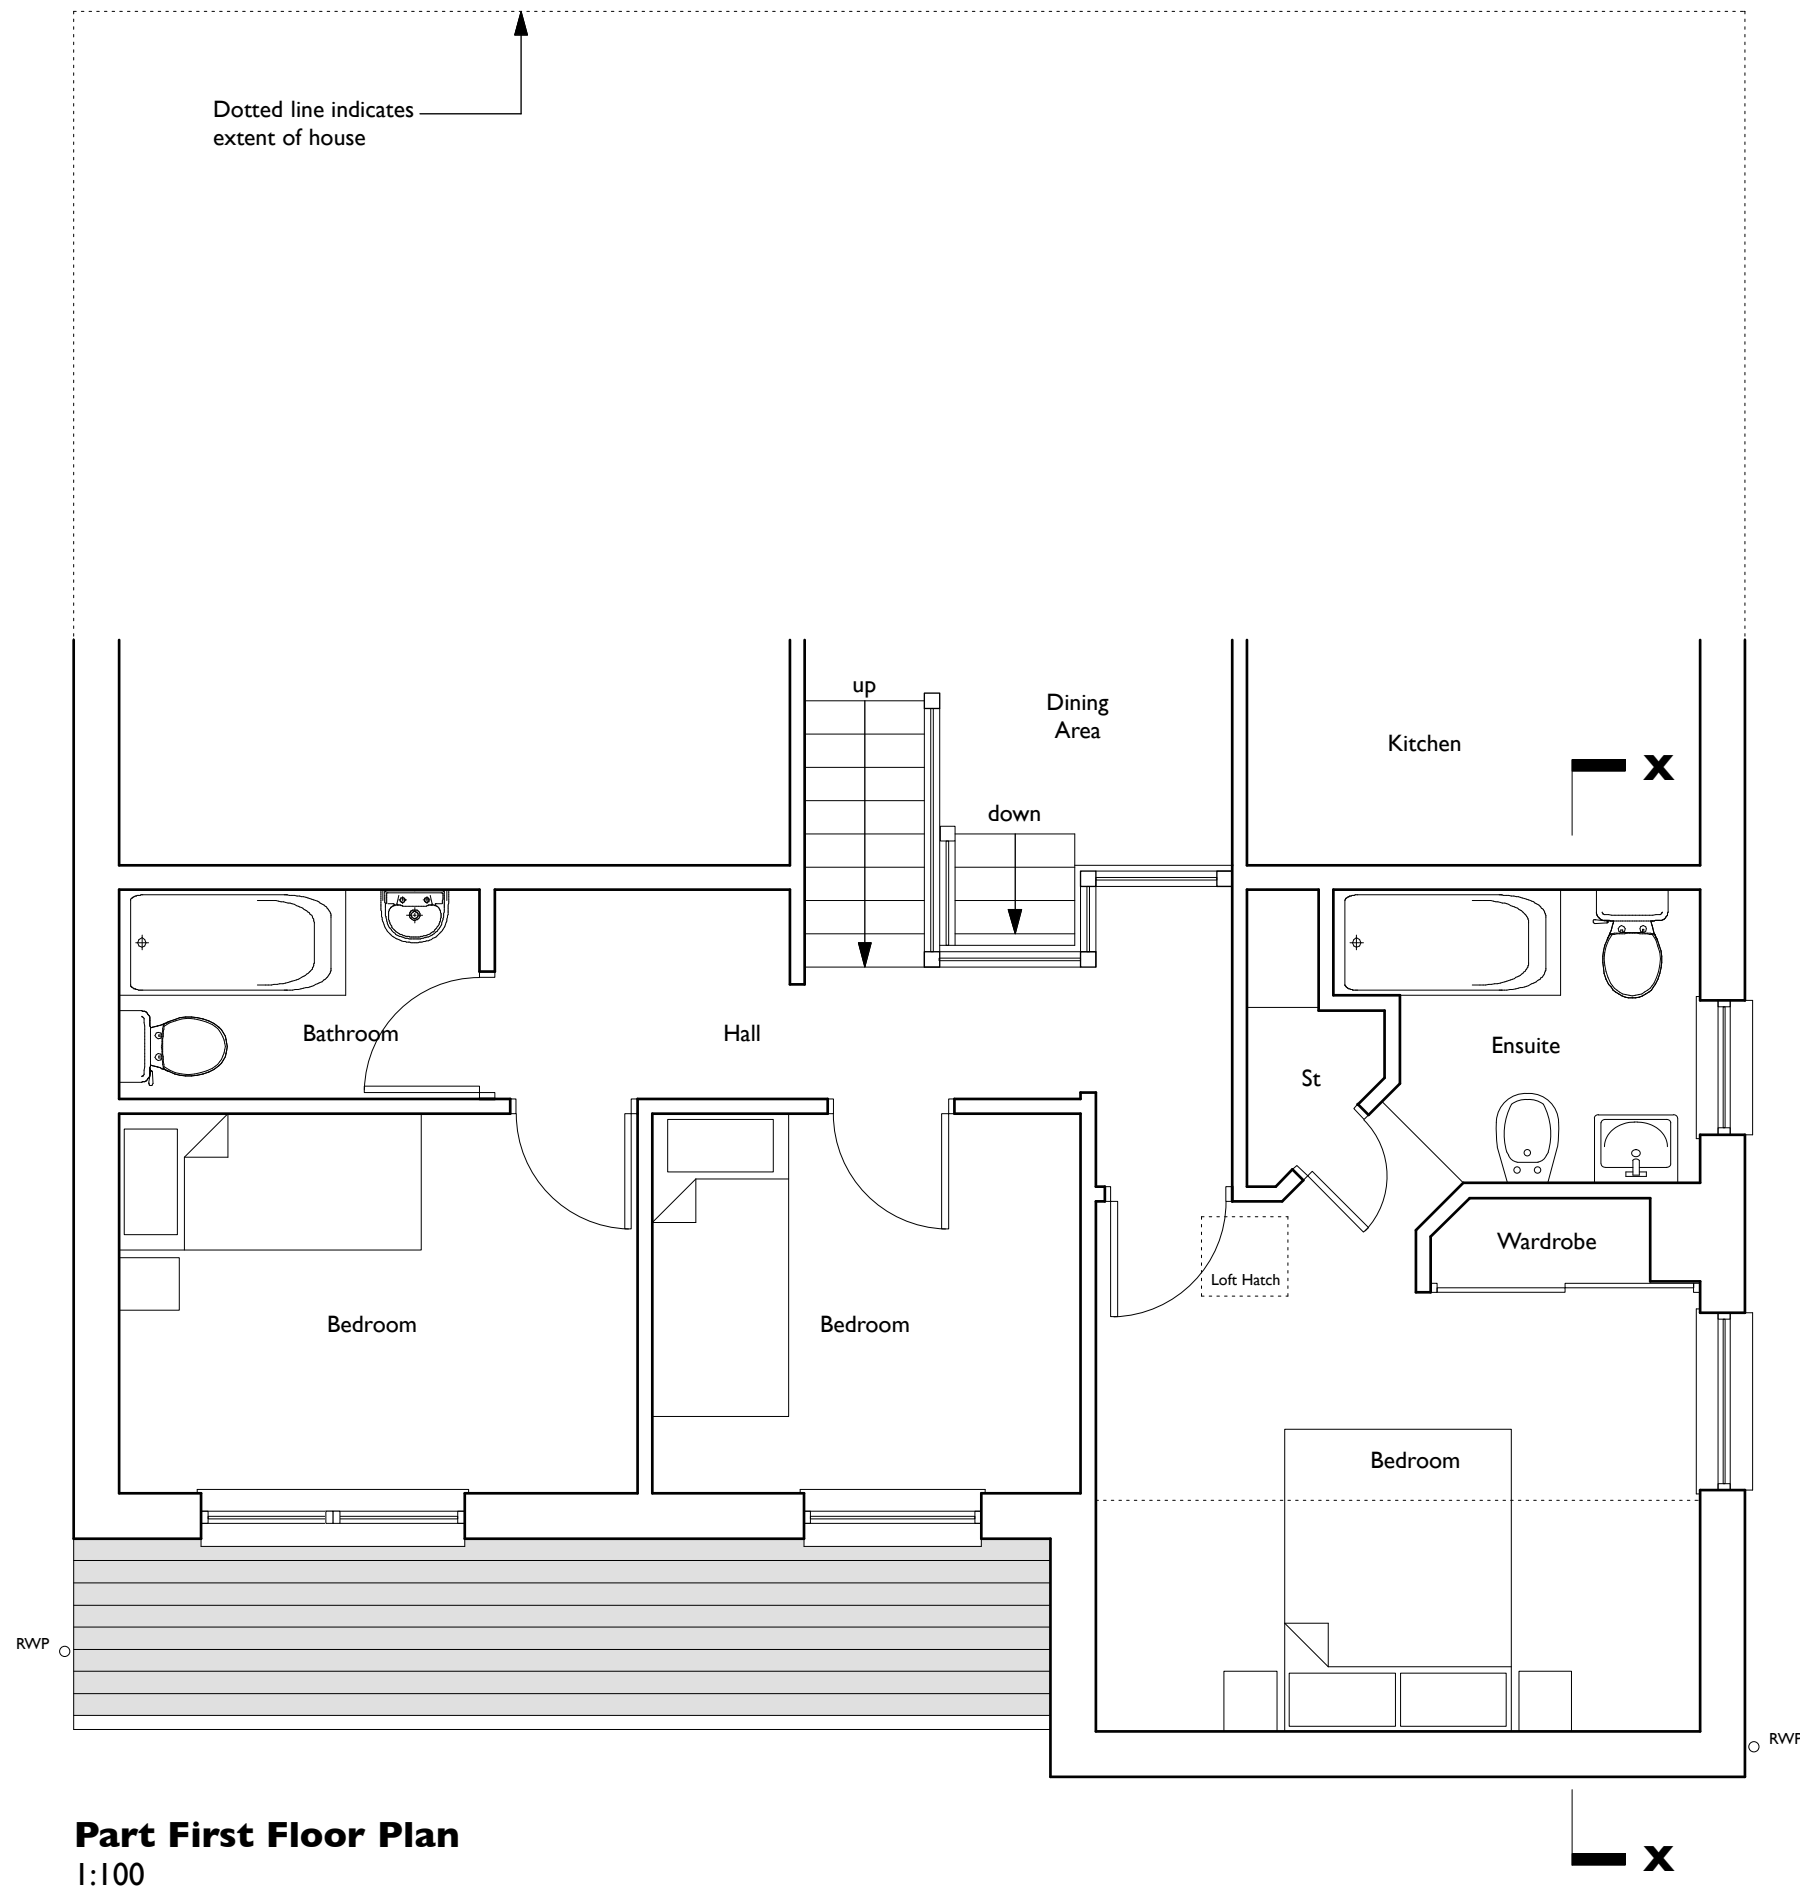 Dotted line indicates
extent of house
up
Dining
Area
Kitchen
X
down
Bathroom
Hall
Ensuite
St
Wardrobe
Loft Hatch
Bedroom
Bedroom
Bedroom
RWP
RWP
Part First Floor Plan
1:100
X